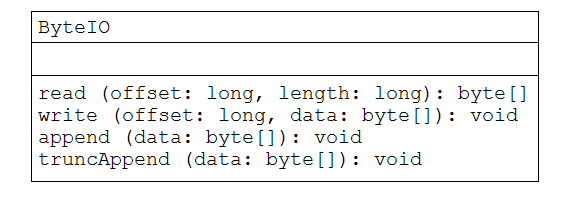 ByteIO
read (offset: long, length: long): byte[]
write (offset: long, data: byte[]): void
append (data: byte[]): void
truncAppend (data: byte[]): void